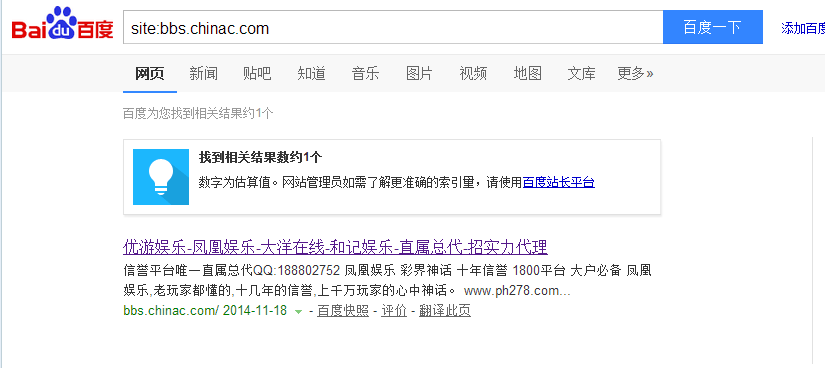 Bai du 百度 site:bbs.chinac.com 百度一下 添加百度
网页 新闻 贴吧 知道 音乐 图片 视频 地图 文库 更多»
百度为您找到相关结果约1个
找到相关结果数约1个
数字为估算值。网站管理员如需了解更准确的索引量，请使用百度站长平台
优游娱乐-凤凰娱乐-大洋在线-和记娱乐-直属总代-招实力代理
信誉平台唯一直属总代QQ:188802752 凤凰娱乐 彩界神话 十年信誉 1800平台 大户必备 凤凰
娱乐,老玩家都懂的,十几年的信誉,上千万玩家的心中神话。 www.ph278.com...
bbs.chinac.com/ 2014-11-18 - 百度快照 - 评价 - 翻译此页